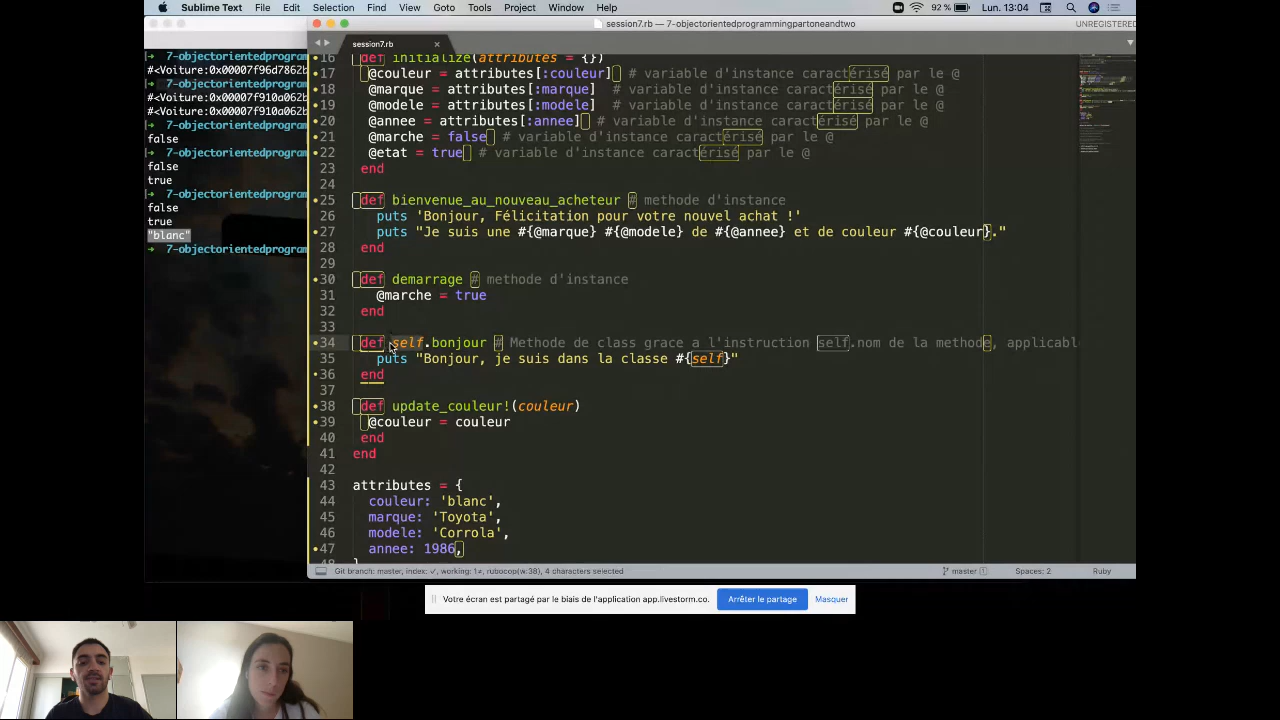 Sublime Text File Edit Selection Find View Goto Tools Project Window Help 92 % Lun. 13:04
session7.rb — 7-objectorientedprogrammingpartoneandtwo UNREGISTERED
session7.rb ×
➜ 7-objectorientedprogram
#<Voiture:0x00007f96d7862b
➜ 7-objectorientedprogram
#<Voiture:0x00007f910a062b
#<Voiture:0x00007f910a062b
➜ 7-objectorientedprogram
false
➜ 7-objectorientedprogram
false
true
➜ 7-objectorientedprogram
false
true
"blanc"
➜ 7-objectorientedprogram
16 def initialize(attributes = {})
17 @couleur = attributes[:couleur] # variable d'instance caractérisé par le @
18 @marque = attributes[:marque] # variable d'instance caractérisé par le @
19 @modele = attributes[:modele] # variable d'instance caractérisé par le @
20 @annee = attributes[:annee] # variable d'instance caractérisé par le @
21 @marche = false # variable d'instance caractérisé par le @
22 @etat = true # variable d'instance caractérisé par le @
23 end
24
25 def bienvenue_au_nouveau_acheteur # methode d'instance
26 puts 'Bonjour, Félicitation pour votre nouvel achat !'
27 puts "Je suis une #{@marque} #{@modele} de #{@annee} et de couleur #{@couleur}."
28 end
29
30 def demarrage # methode d'instance
31 @marche = true
32 end
33
34 def self.bonjour # Methode de class grace a l'instruction self.nom de la methode, applicable
35 puts "Bonjour, je suis dans la classe #{self}"
36 end
37
38 def update_couleur!(couleur)
39 @couleur = couleur
40 end
41 end
42
43 attributes = {
44 couleur: 'blanc',
45 marque: 'Toyota',
46 modele: 'Corrola',
47 annee: 1986,
Git branch: master, index: ✓, working: 1≠, rubocop(w:38), 4 characters selected master 1 Spaces: 2 Ruby
Votre écran est partagé par le biais de l'application app.livestorm.co. Arrêter le partage Masquer